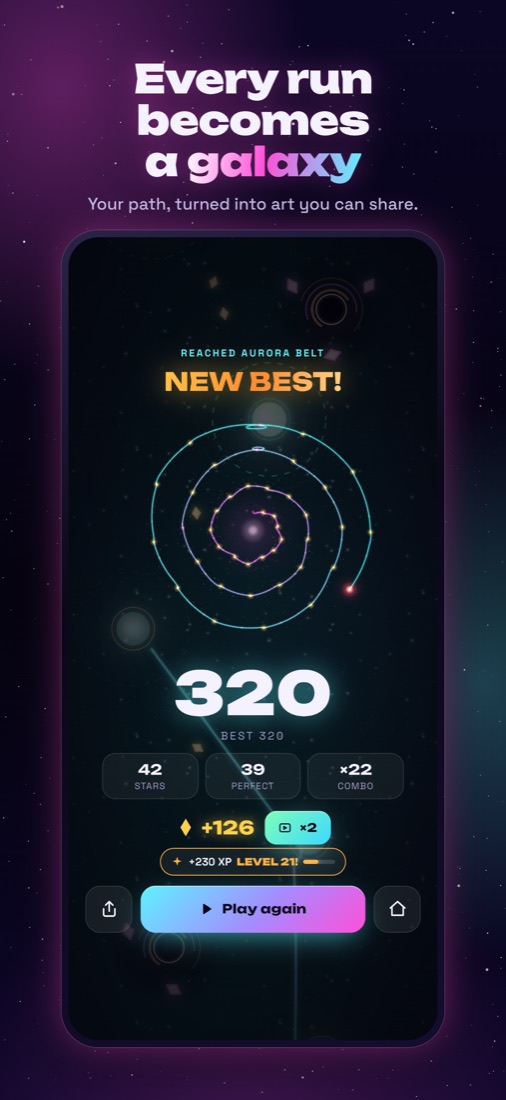 Every run
becomes
a galaxy
Your path, turned into art you can share.
REACHED AURORA BELT
NEW BEST!
320
BEST 320
42 39 ×22
STARS PERFECT COMBO
+126 ×2
+230 XP LEVEL 21!
Play again